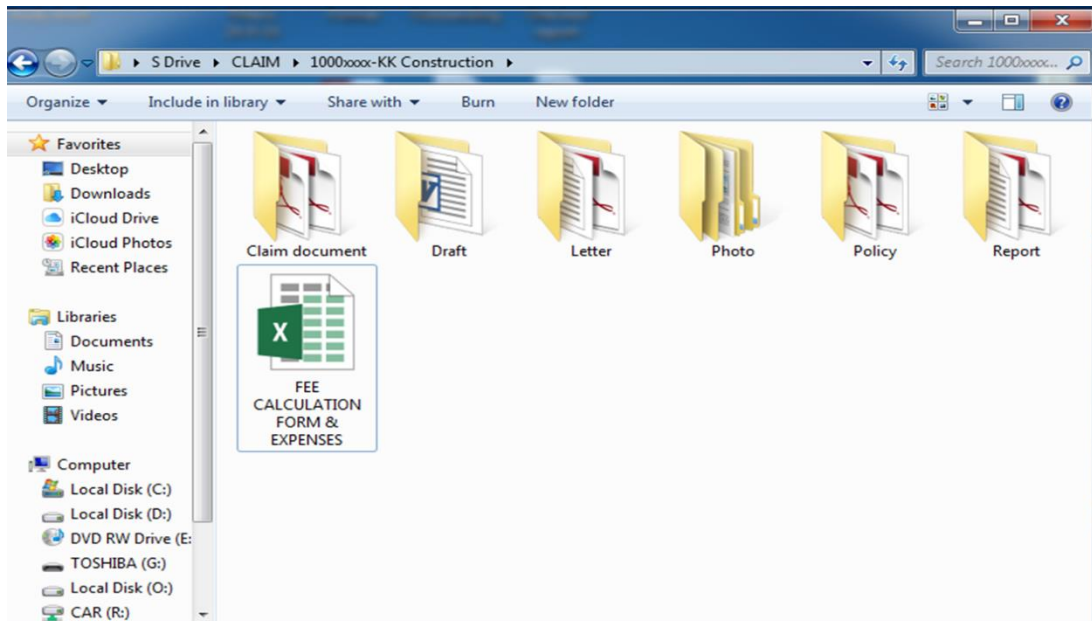 S Drive CLAIM 1000xxxx-KK Construction
Search 1000xxxx...
Organize Include in library Share with Burn New folder
Favorites
Desktop
Downloads
iCloud Drive
iCloud Photos
Recent Places
Libraries
Documents
Music
Pictures
Videos
Computer
Local Disk (C:)
Local Disk (D:)
DVD RW Drive (E:
TOSHIBA (G:)
Local Disk (O:)
CAR (R:)
Claim document Draft Letter Photo Policy Report
FEE
CALCULATION
FORM &
EXPENSES